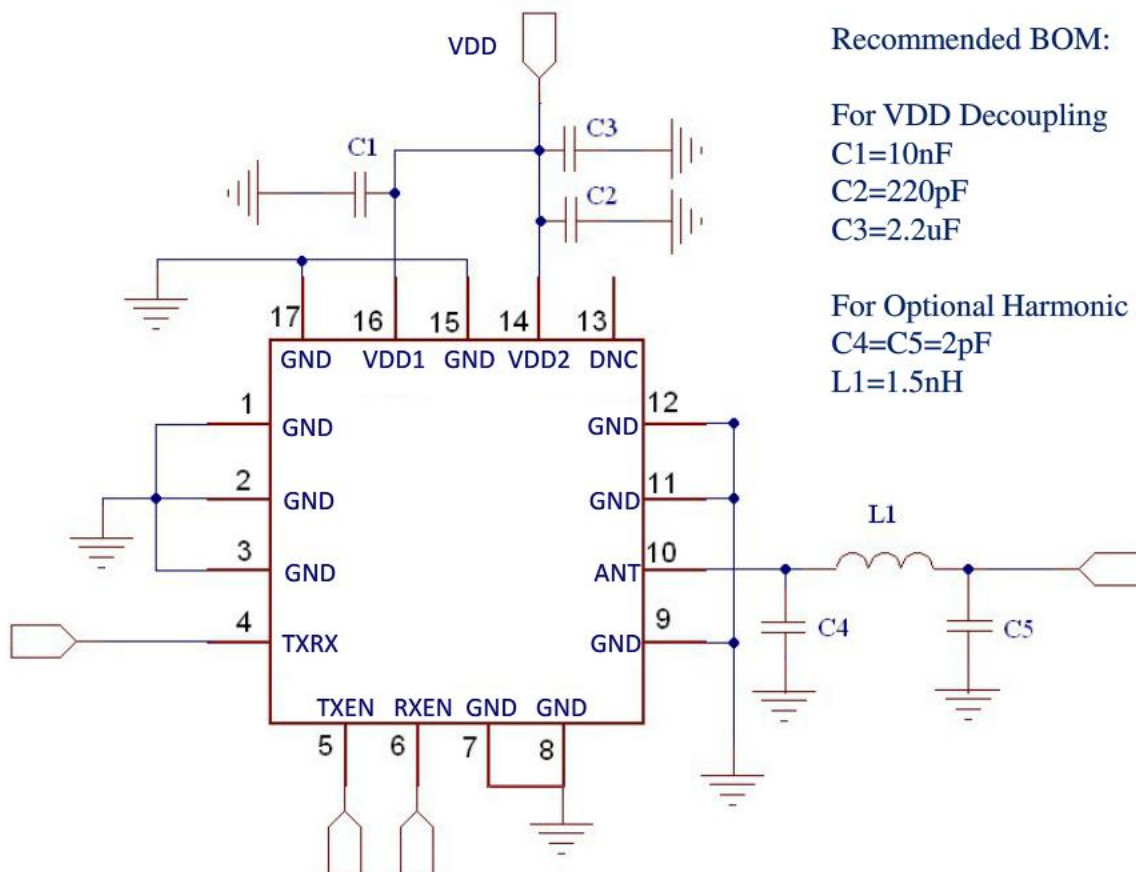 VDD
Recommended BOM:
For VDD Decoupling
C1=10nF
C2=220pF
C3=2.2uF
For Optional Harmonic
C4=C5=2pF
L1=1.5nH
C3
C1
C2
17 16 15 14 13
GND VDD1 GND VDD2 DNC
1 GND
2 GND
3 GND
4 TXRX
GND 12
GND 11
ANT 10
GND 9
L1
C4
C5
TXEN RXEN GND GND
5 6 7 8